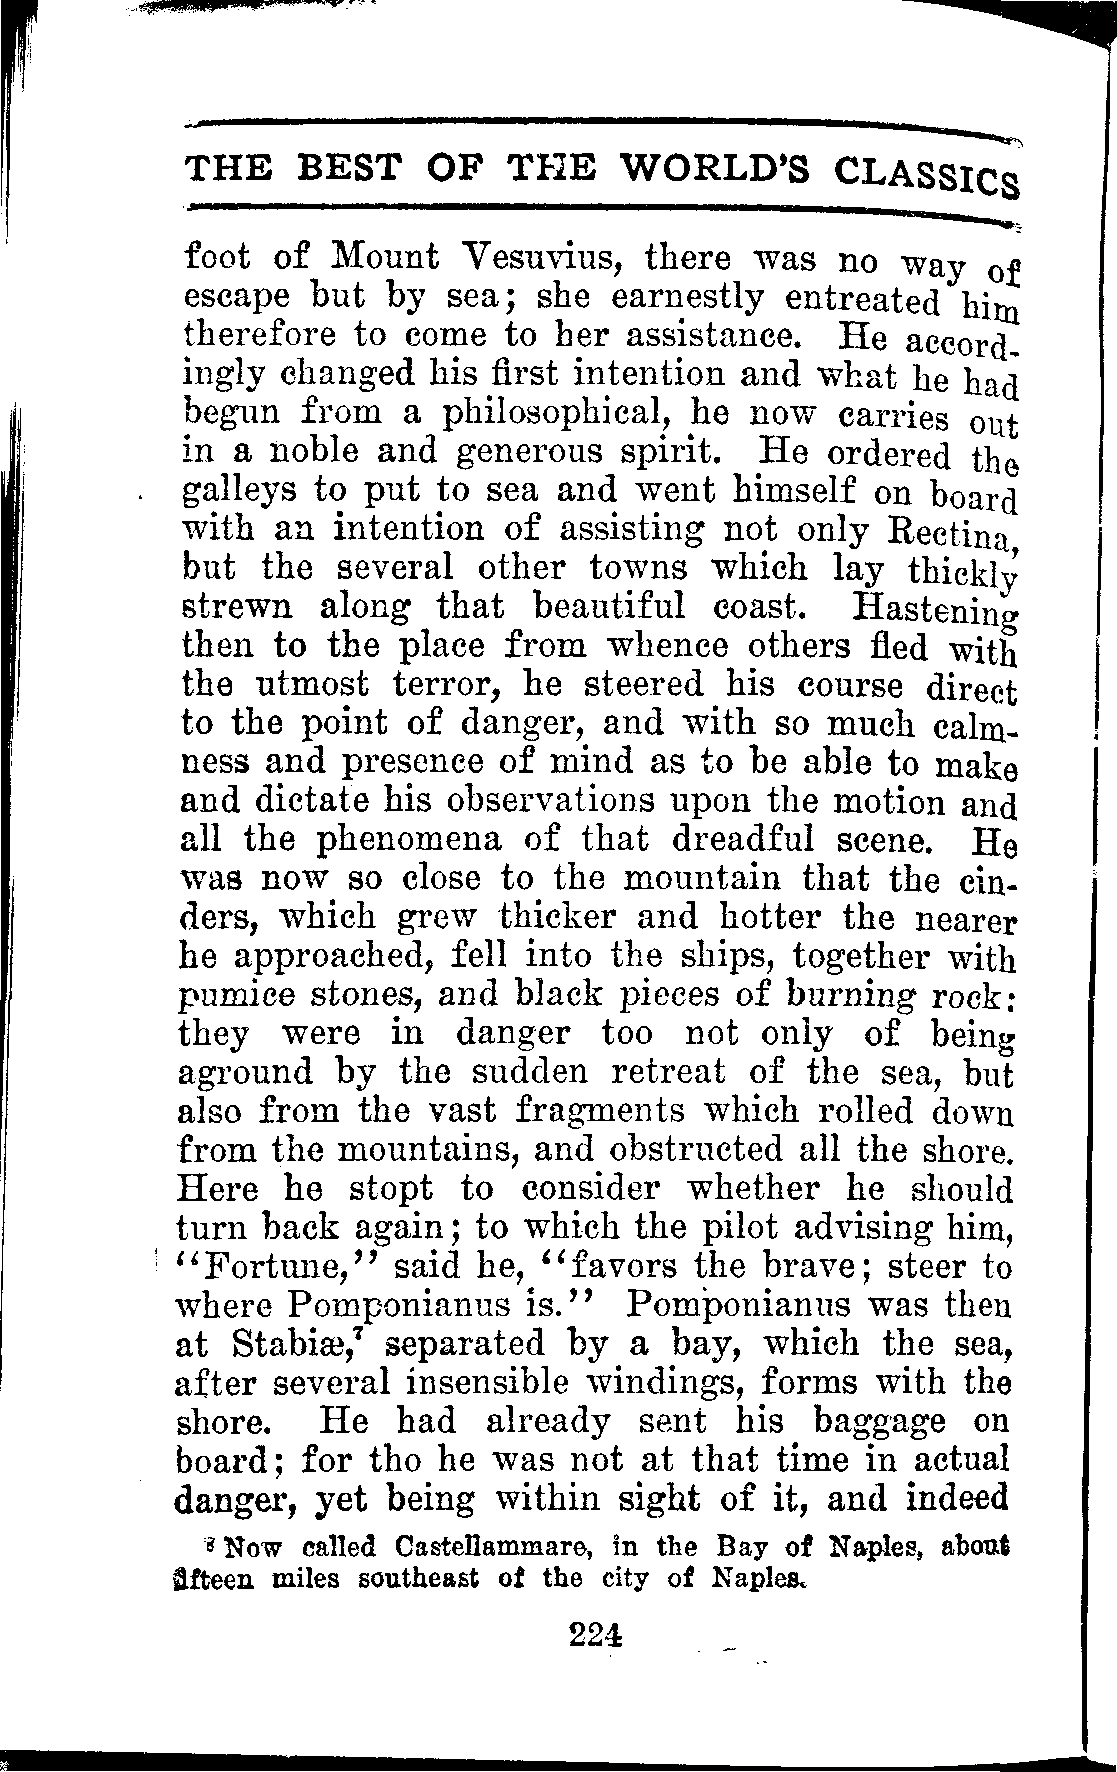 THE BEST OF THE WORLD'S CLASSICS
foot of Mount Vesuvius, there was no way of
escape but by sea; she earnestly entreated him
therefore to come to her assistance. He accord-
ingly changed his first intention and what he had
begun from a philosophical, he now carries out
in a noble and generous spirit. He ordered the
galleys to put to sea and went himself on board
with an intention of assisting not only Rectina,
but the several other towns which lay thickly
strewn along that beautiful coast. Hastening
then to the place from whence others fled with
the utmost terror, he steered his course direct
to the point of danger, and with so much calm-
ness and presence of mind as to be able to make
and dictate his observations upon the motion and
all the phenomena of that dreadful scene. He
was now so close to the mountain that the cin-
ders, which grew thicker and hotter the nearer
he approached, fell into the ships, together with
pumice stones, and black pieces of burning rock:
they were in danger too not only of being
aground by the sudden retreat of the sea, but
also from the vast fragments which rolled down
from the mountains, and obstructed all the shore.
Here he stopt to consider whether he should
turn back again; to which the pilot advising him,
"Fortune," said he, "favors the brave; steer to
where Pomponianus is." Pomponianus was then
at Stabiæ,⁷ separated by a bay, which the sea,
after several insensible windings, forms with the
shore. He had already sent his baggage on
board; for tho he was not at that time in actual
danger, yet being within sight of it, and indeed
⁷ Now called Castellammare, in the Bay of Naples, about
fifteen miles southeast of the city of Naples.
224